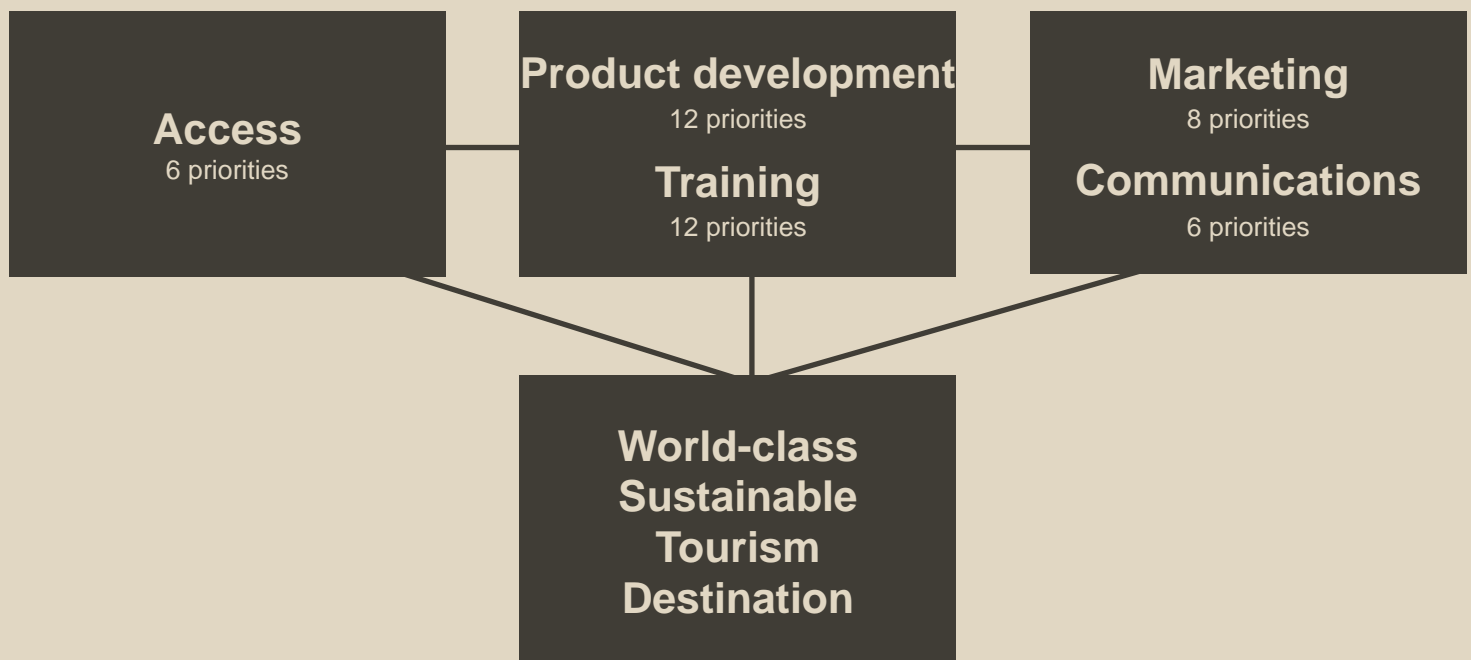 Access
6 priorities
Product development
12 priorities
Training
12 priorities
Marketing
8 priorities
Communications
6 priorities
World-class
Sustainable
Tourism
Destination